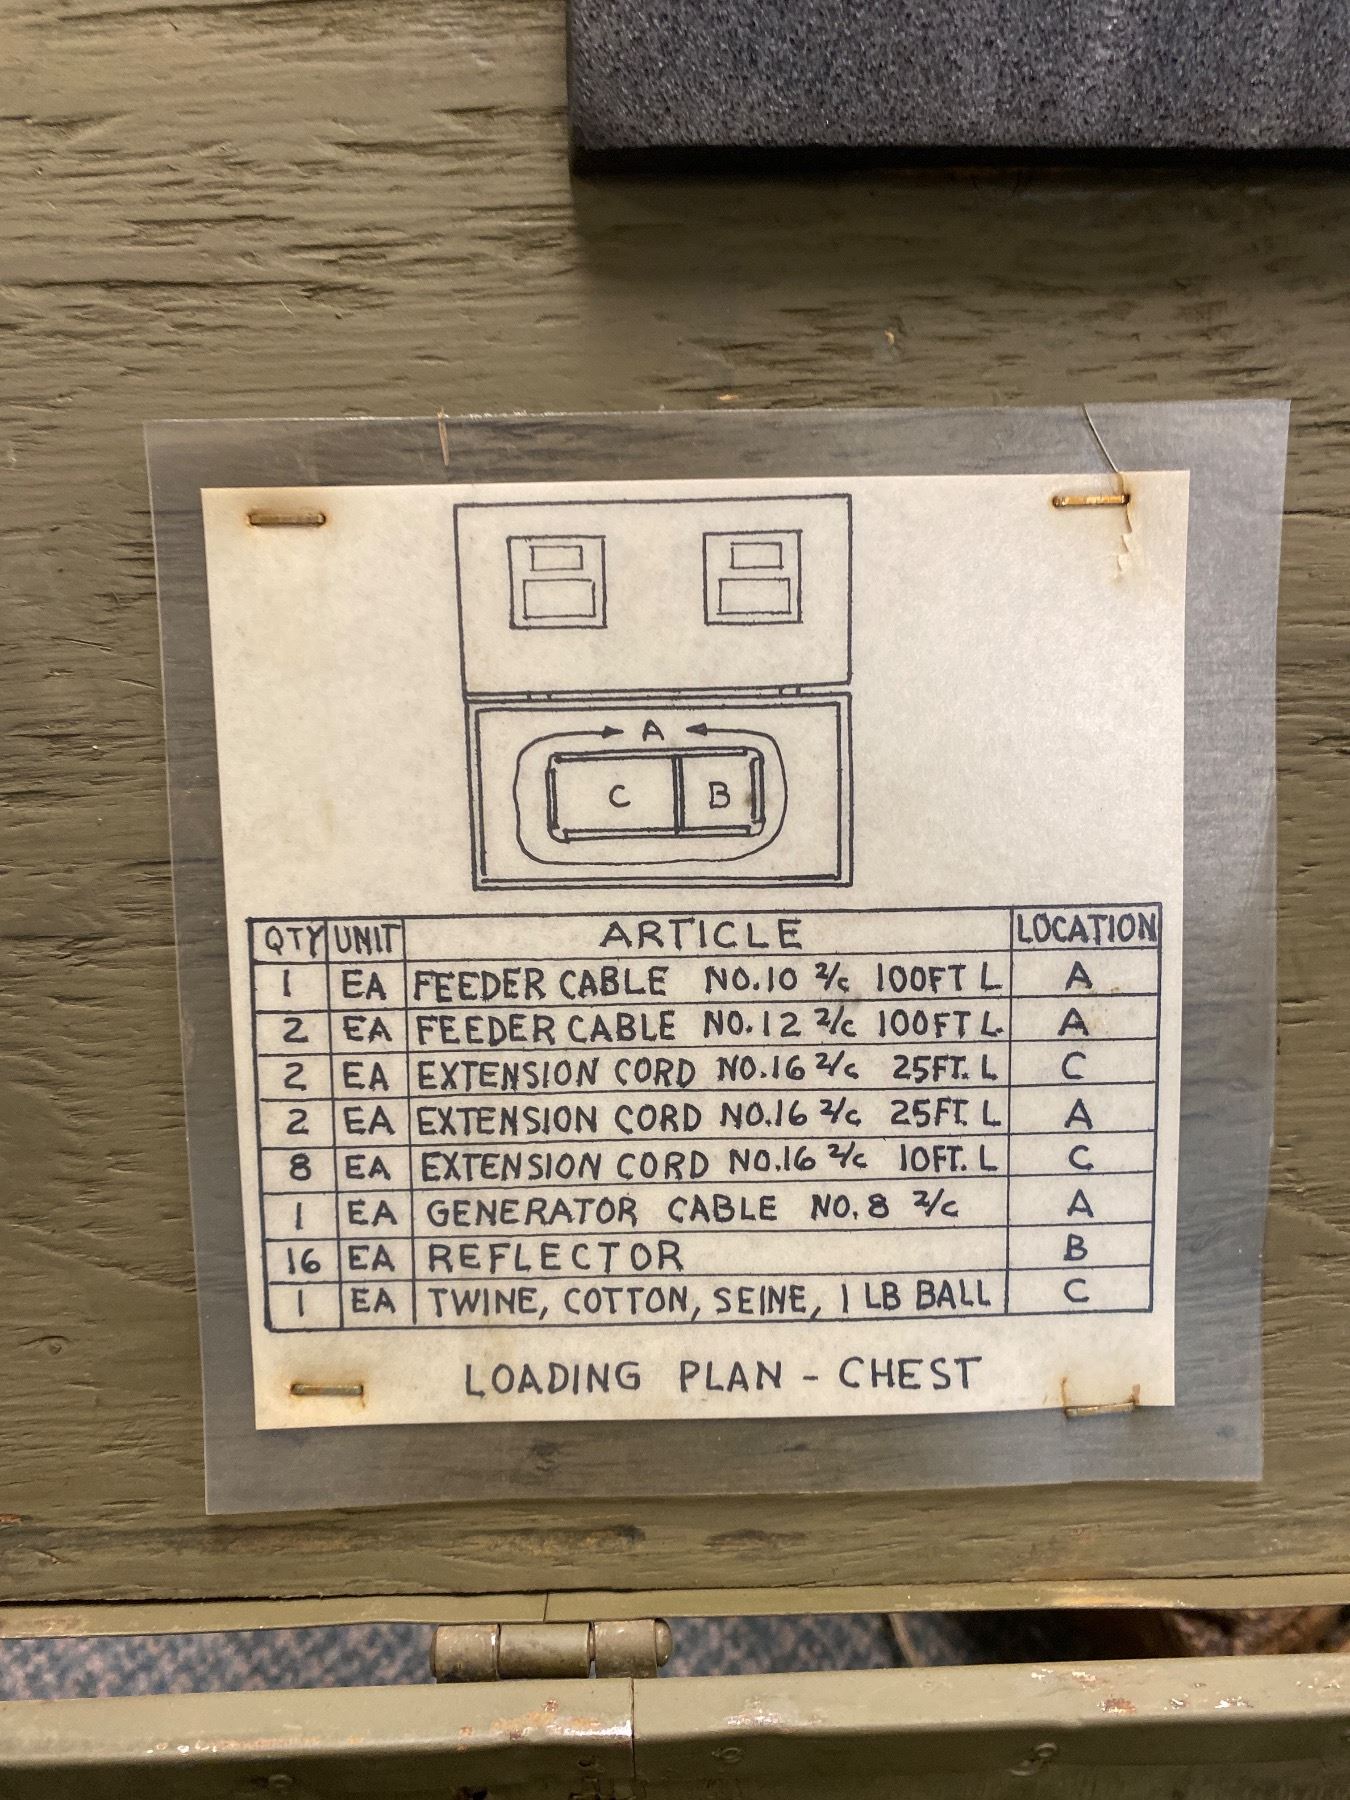 A
C B
QTY UNIT ARTICLE LOCATION
1 EA FEEDER CABLE NO.10 2/c 100FT L A
2 EA FEEDER CABLE NO.12 2/c 100FT L. A
2 EA EXTENSION CORD NO.16 2/c 25FT. L C
2 EA EXTENSION CORD NO.16 2/c 25FT. L A
8 EA EXTENSION CORD NO.16 2/c 10FT. L C
1 EA GENERATOR CABLE NO. 8 2/c A
16 EA REFLECTOR B
1 EA TWINE, COTTON, SEINE, 1 LB BALL C
LOADING PLAN - CHEST